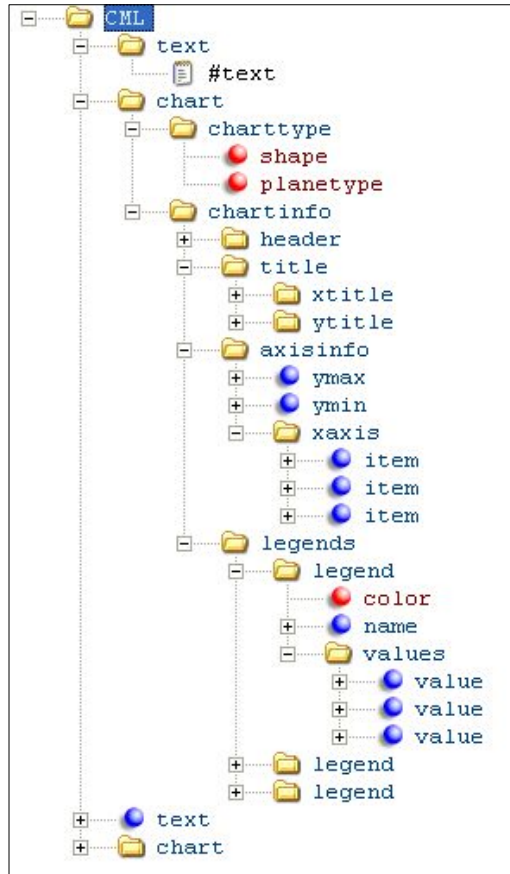 CML
text
#text
chart
charttype
shape
planetype
chartinfo
header
title
xtitle
ytitle
axisinfo
ymax
ymin
xaxis
item
item
item
legends
legend
color
name
values
value
value
value
legend
legend
text
chart